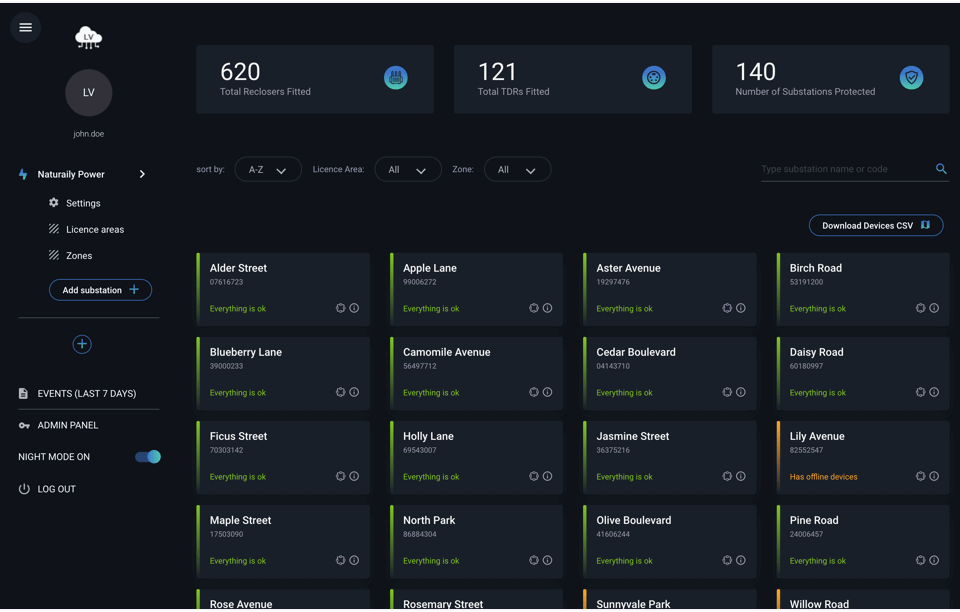 LV
LV
john.doe
Naturaily Power
Settings
Licence areas
Zones
Add substation
EVENTS (LAST 7 DAYS)
ADMIN PANEL
NIGHT MODE ON
LOG OUT
620
Total Reclosers Fitted
121
Total TDRs Fitted
140
Number of Substations Protected
sort by: A-Z Licence Area: All Zone: All
Type substation name or code
Download Devices CSV
Alder Street
07616723
Everything is ok
Apple Lane
99006272
Everything is ok
Aster Avenue
19297476
Everything is ok
Birch Road
53191200
Everything is ok
Blueberry Lane
39000233
Everything is ok
Camomile Avenue
56497712
Everything is ok
Cedar Boulevard
04143710
Everything is ok
Daisy Road
60180997
Everything is ok
Ficus Street
70303142
Everything is ok
Holly Lane
69543007
Everything is ok
Jasmine Street
36375216
Everything is ok
Lily Avenue
82552547
Has offline devices
Maple Street
17503090
Everything is ok
North Park
86884304
Everything is ok
Olive Boulevard
41606244
Everything is ok
Pine Road
24006457
Everything is ok
Rose Avenue
Rosemary Street
Sunnyvale Park
Willow Road